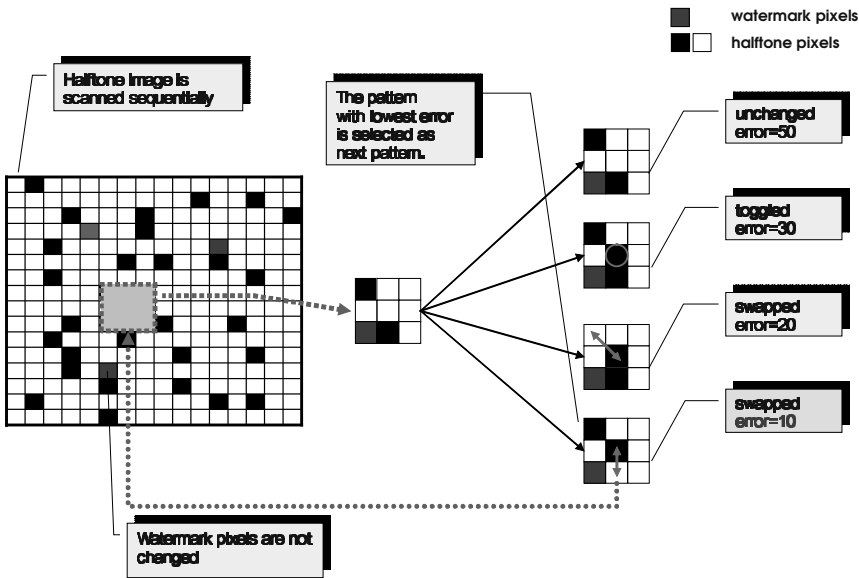 watermark pixels
halftone pixels
Halftone image is
scanned sequentially
The pattern
with lowest error
is selected as
next pattern.
unchanged
error=50
toggled
error=30
swapped
error=20
swapped
error=10
Watermark pixels are not
changed